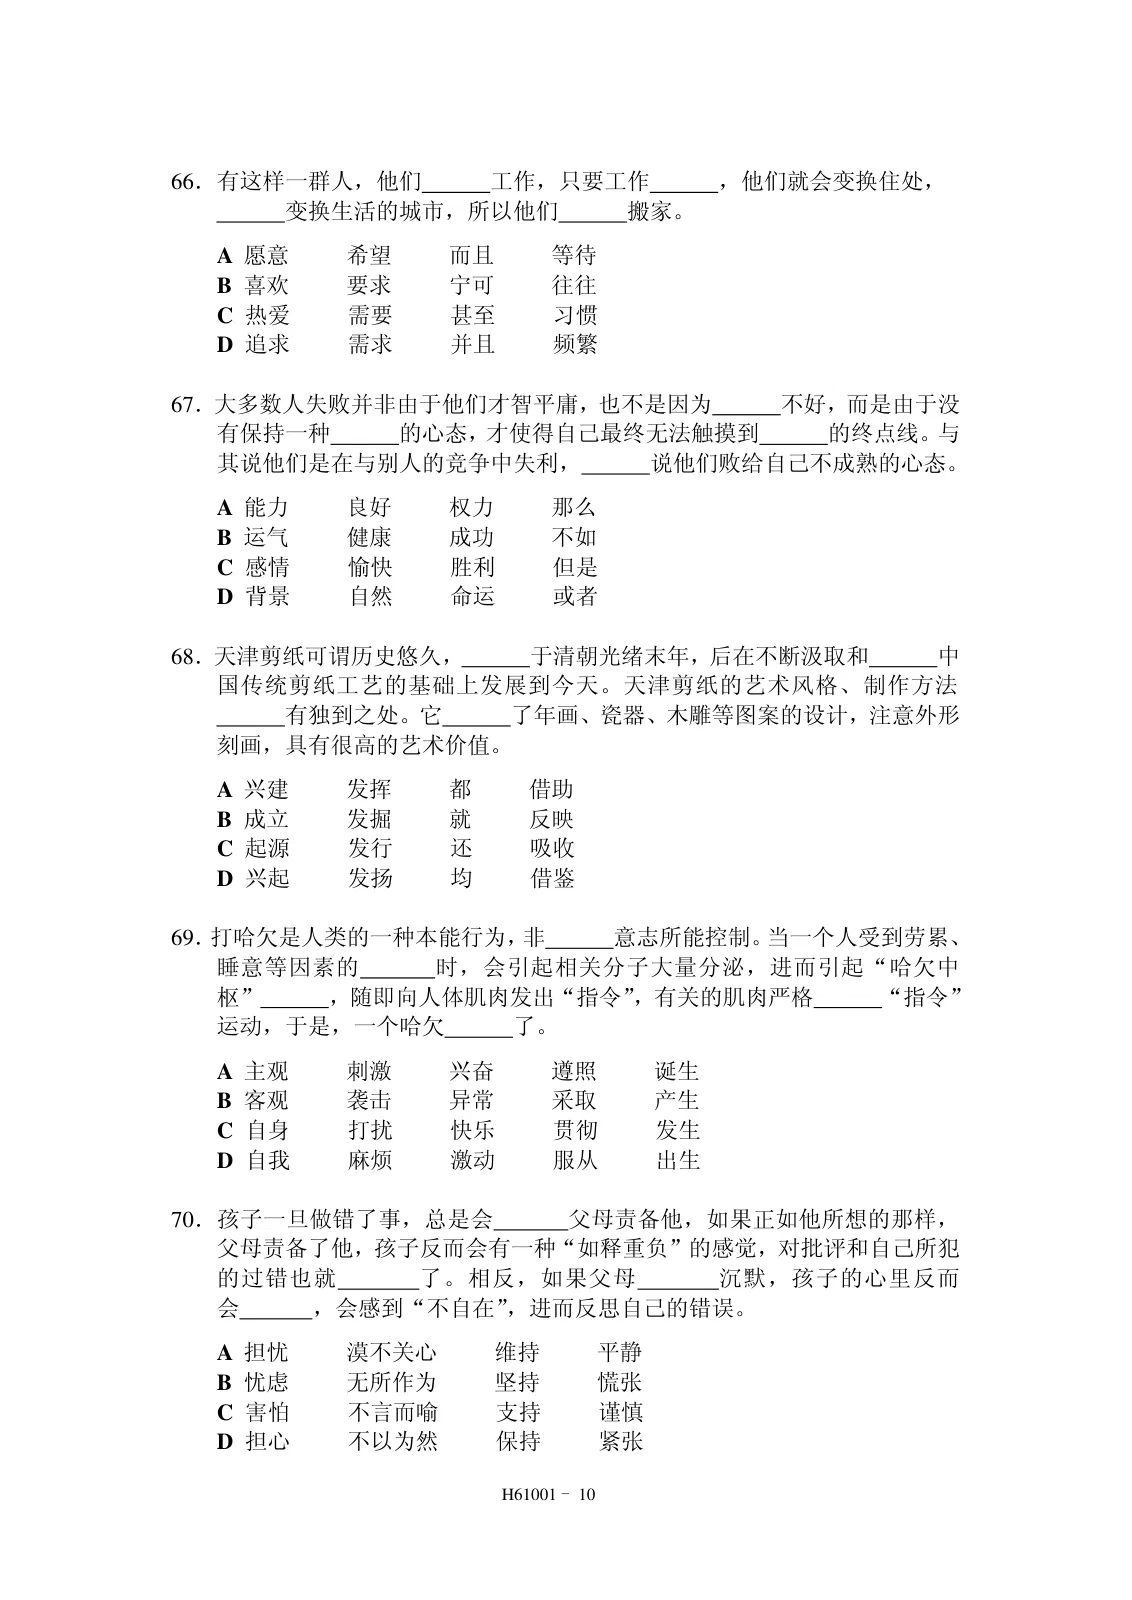 66．有这样一群人，他们______工作，只要工作______，他们就会变换住处，
______变换生活的城市，所以他们______搬家。
A 愿意 希望 而且 等待
B 喜欢 要求 宁可 往往
C 热爱 需要 甚至 习惯
D 追求 需求 并且 频繁
67．大多数人失败并非由于他们才智平庸，也不是因为______不好，而是由于没
有保持一种______的心态，才使得自己最终无法触摸到______的终点线。与
其说他们是在与别人的竞争中失利，______说他们败给自己不成熟的心态。
A 能力 良好 权力 那么
B 运气 健康 成功 不如
C 感情 愉快 胜利 但是
D 背景 自然 命运 或者
68．天津剪纸可谓历史悠久，______于清朝光绪末年，后在不断汲取和______中
国传统剪纸工艺的基础上发展到今天。天津剪纸的艺术风格、制作方法
______有独到之处。它______了年画、瓷器、木雕等图案的设计，注意外形
刻画，具有很高的艺术价值。
A 兴建 发挥 都 借助
B 成立 发掘 就 反映
C 起源 发行 还 吸收
D 兴起 发扬 均 借鉴
69．打哈欠是人类的一种本能行为，非______意志所能控制。当一个人受到劳累、
睡意等因素的______时，会引起相关分子大量分泌，进而引起“哈欠中
枢”______，随即向人体肌肉发出“指令”，有关的肌肉严格______“指令”
运动，于是，一个哈欠______了。
A 主观 刺激 兴奋 遵照 诞生
B 客观 袭击 异常 采取 产生
C 自身 打扰 快乐 贯彻 发生
D 自我 麻烦 激动 服从 出生
70．孩子一旦做错了事，总是会______父母责备他，如果正如他所想的那样，
父母责备了他，孩子反而会有一种“如释重负”的感觉，对批评和自己所犯
的过错也就______了。相反，如果父母______沉默，孩子的心里反而
会______，会感到“不自在”，进而反思自己的错误。
A 担忧 漠不关心 维持 平静
B 忧虑 无所作为 坚持 慌张
C 害怕 不言而喻 支持 谨慎
D 担心 不以为然 保持 紧张
H61001－ 10